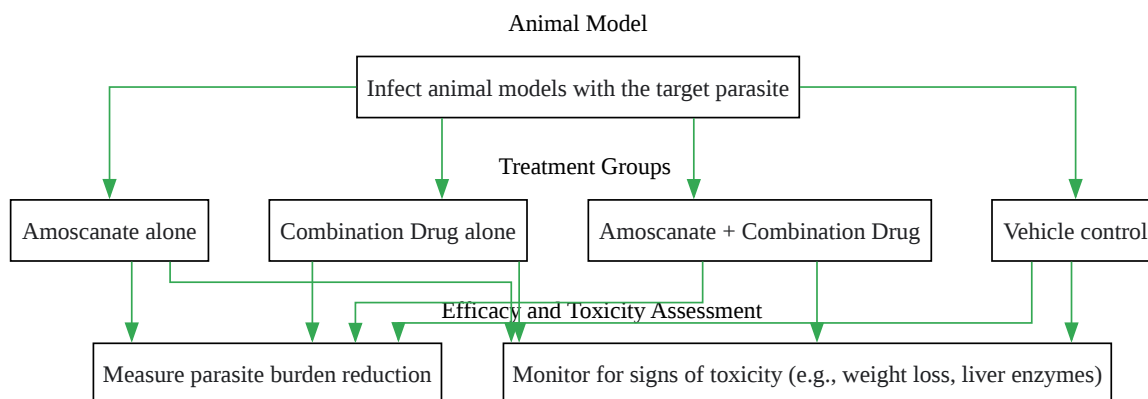 Animal Model
Infect animal models with the target parasite
Treatment Groups
Amoscanate alone
Combination Drug alone
Amoscanate + Combination Drug
Vehicle control
Efficacy and Toxicity Assessment
Measure parasite burden reduction
Monitor for signs of toxicity (e.g., weight loss, liver enzymes)